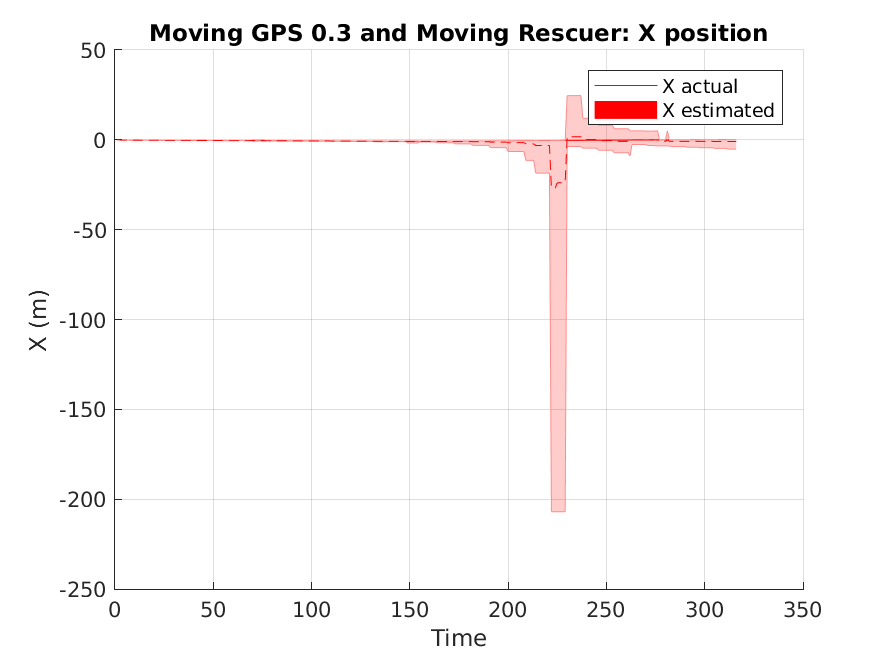 Moving GPS 0.3 and Moving Rescuer: X position
X actual
X estimated
50
0
-50
-100
-150
-200
-250
X (m)
0 50 100 150 200 250 300 350
Time